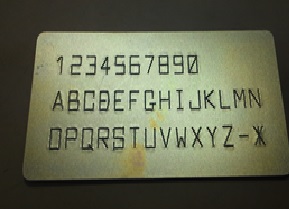 1234567890
ABCDEFGHIJKLMN
OPQRSTUVWXYZ-X